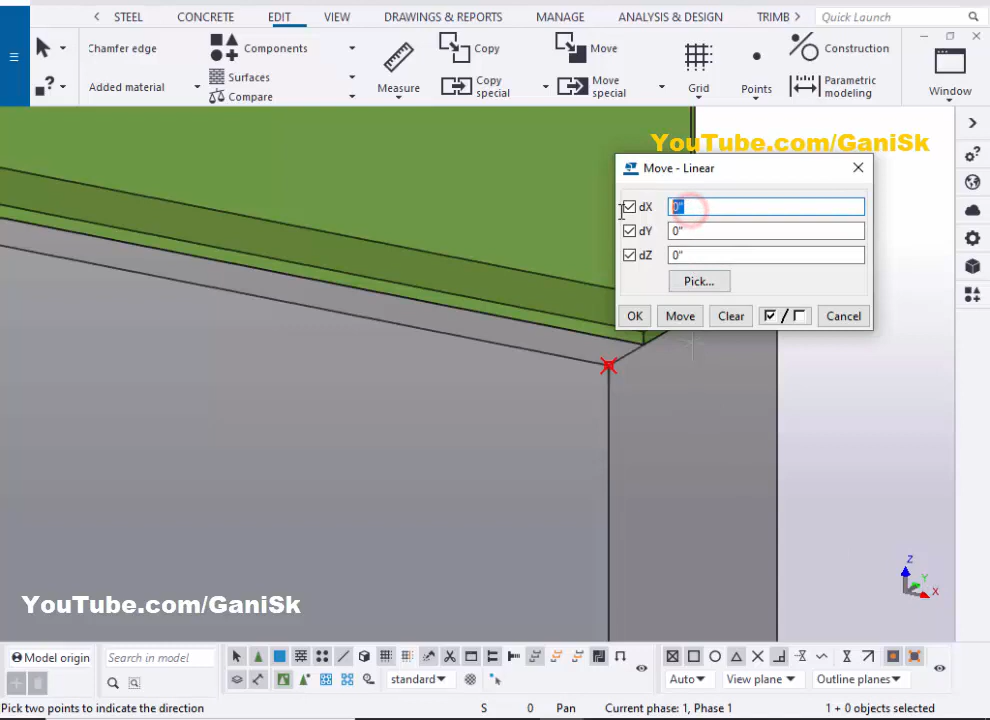 STEEL CONCRETE EDIT VIEW DRAWINGS & REPORTS MANAGE ANALYSIS & DESIGN TRIMB Quick Launch
Chamfer edge
Added material
Components
Surfaces
Compare
Measure
Copy
Copy special
Move
Move special
Grid
Points
Construction
Parametric modeling
Window
YouTube.com/GaniSk
Move - Linear
dX 0"
dY 0"
dZ 0"
Pick...
OK Move Clear / Cancel
Z
Y
X
YouTube.com/GaniSk
Model origin Search in model
standard Auto View plane Outline planes
Pick two points to indicate the direction S 0 Pan Current phase: 1, Phase 1 1 + 0 objects selected